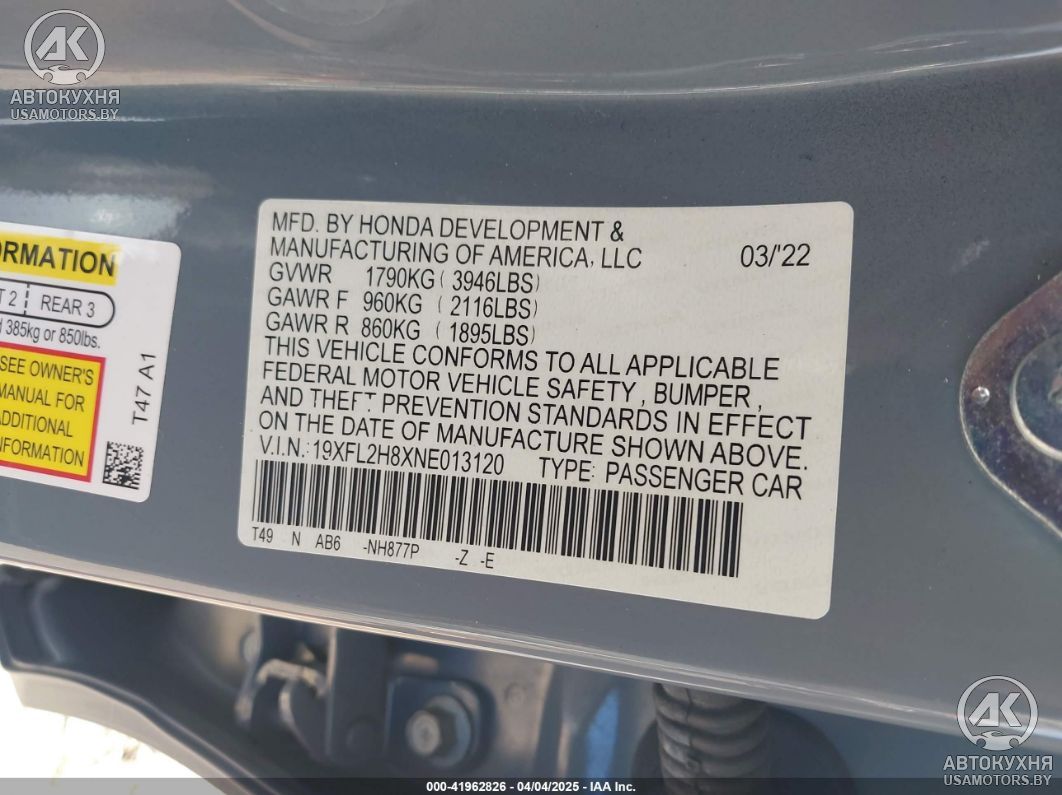 АК
АВТОКУХНЯ
USAMOTORS.BY
ORMATION
T 2 REAR 3
385kg or 850lbs.
SEE OWNER'S
MANUAL FOR
ADDITIONAL
INFORMATION
T47 A1
MFD. BY HONDA DEVELOPMENT &
MANUFACTURING OF AMERICA, LLC 03/'22
GVWR 1790KG ( 3946LBS)
GAWR F 960KG ( 2116LBS)
GAWR R 860KG ( 1895LBS)
THIS VEHICLE CONFORMS TO ALL APPLICABLE
FEDERAL MOTOR VEHICLE SAFETY , BUMPER ,
AND THEFT PREVENTION STANDARDS IN EFFECT
ON THE DATE OF MANUFACTURE SHOWN ABOVE.
V.I.N.:19XFL2H8XNE013120 TYPE: PASSENGER CAR
T49 N AB6 -NH877P -Z -E
АК
АВТОКУХНЯ
USAMOTORS.BY
000-41962826 - 04/04/2025 - IAA Inc.